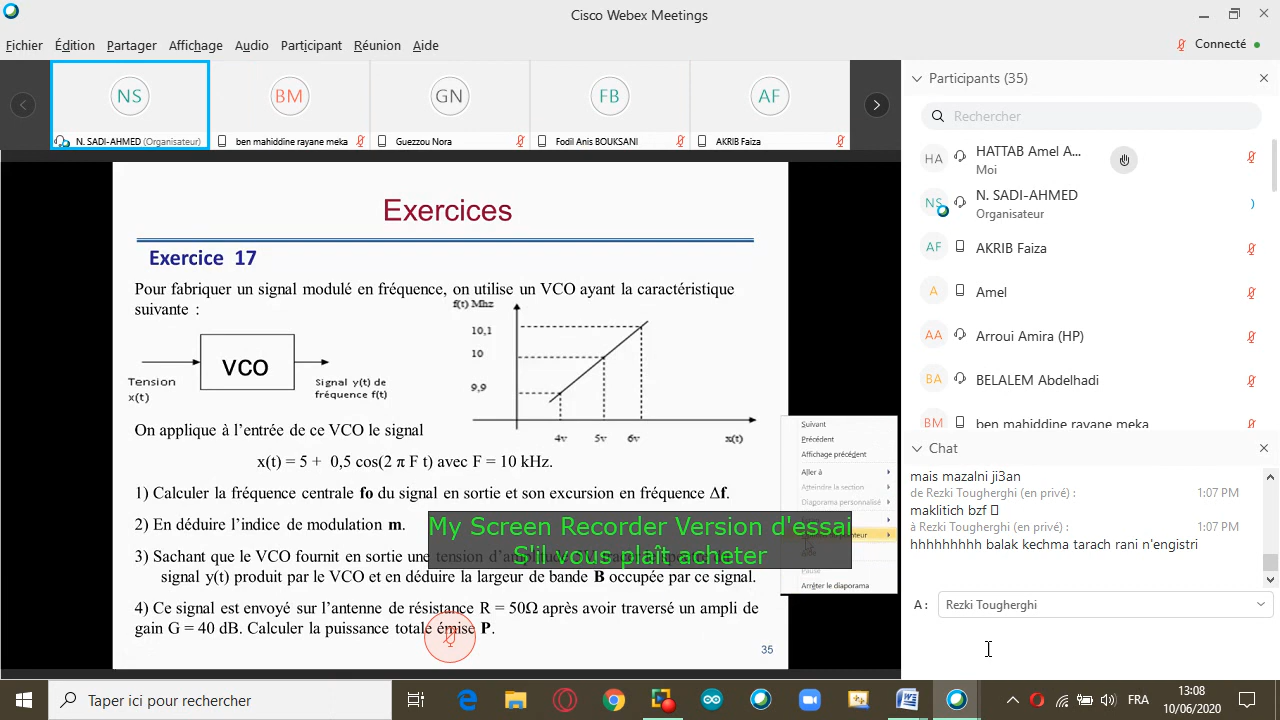 Cisco Webex Meetings
Fichier Édition Partager Affichage Audio Participant Réunion Aide
Connecté
NS
BM
GN
FB
AF
N. SADI-AHMED (Organisateur)
ben mahiddine rayane meka
Guezzou Nora
Fodil Anis BOUKSANI
AKRIB Faiza
Exercices
Exercice 17
Pour fabriquer un signal modulé en fréquence, on utilise un VCO ayant la caractéristique
suivante :
f(t) Mhz
10,1
10
9,9
4v 5v 6v x(t)
Tension
x(t)
VCO
Signal y(t) de
fréquence f(t)
On applique à l'entrée de ce VCO le signal
x(t) = 5 + 0,5 cos(2 π F t) avec F = 10 kHz.
1) Calculer la fréquence centrale fo du signal en sortie et son excursion en fréquence Δf.
2) En déduire l'indice de modulation m.
3) Sachant que le VCO fournit en sortie une tension
signal y(t) produit par le VCO et en déduire la largeur de bande B occupée par ce signal.
4) Ce signal est envoyé sur l'antenne de résistance R = 50Ω après avoir traversé un ampli de
gain G = 40 dB. Calculer la puissance totale émise P.
35
My Screen Recorder Version d'essai
S'il vous plaît acheter
Suivant
Précédent
Affichage précédent
Aller à
Atteindre la section
Diagorama personnalisé
Pause
Arrêter le diaporama
Participants (35)
Rechercher
HA
HATTAB Amel A...
Moi
NS
N. SADI-AHMED
Organisateur
AF
AKRIB Faiza
A
Amel
AA
Arroui Amira (HP)
BA
BELALEM Abdelhadi
BM
ben mahiddine rayane meka
Chat
mais mazalni ji3an
de Rezki Tougherghi (en privé) : 1:07 PM
maklitich bzf
à Rezki Tougherghi (en privé) : 1:07 PM
hhhhhhhhh balak kechma tarach rani n'engistri
A : Rezki Tougherghi
Taper ici pour rechercher
FRA
13:08
10/06/2020